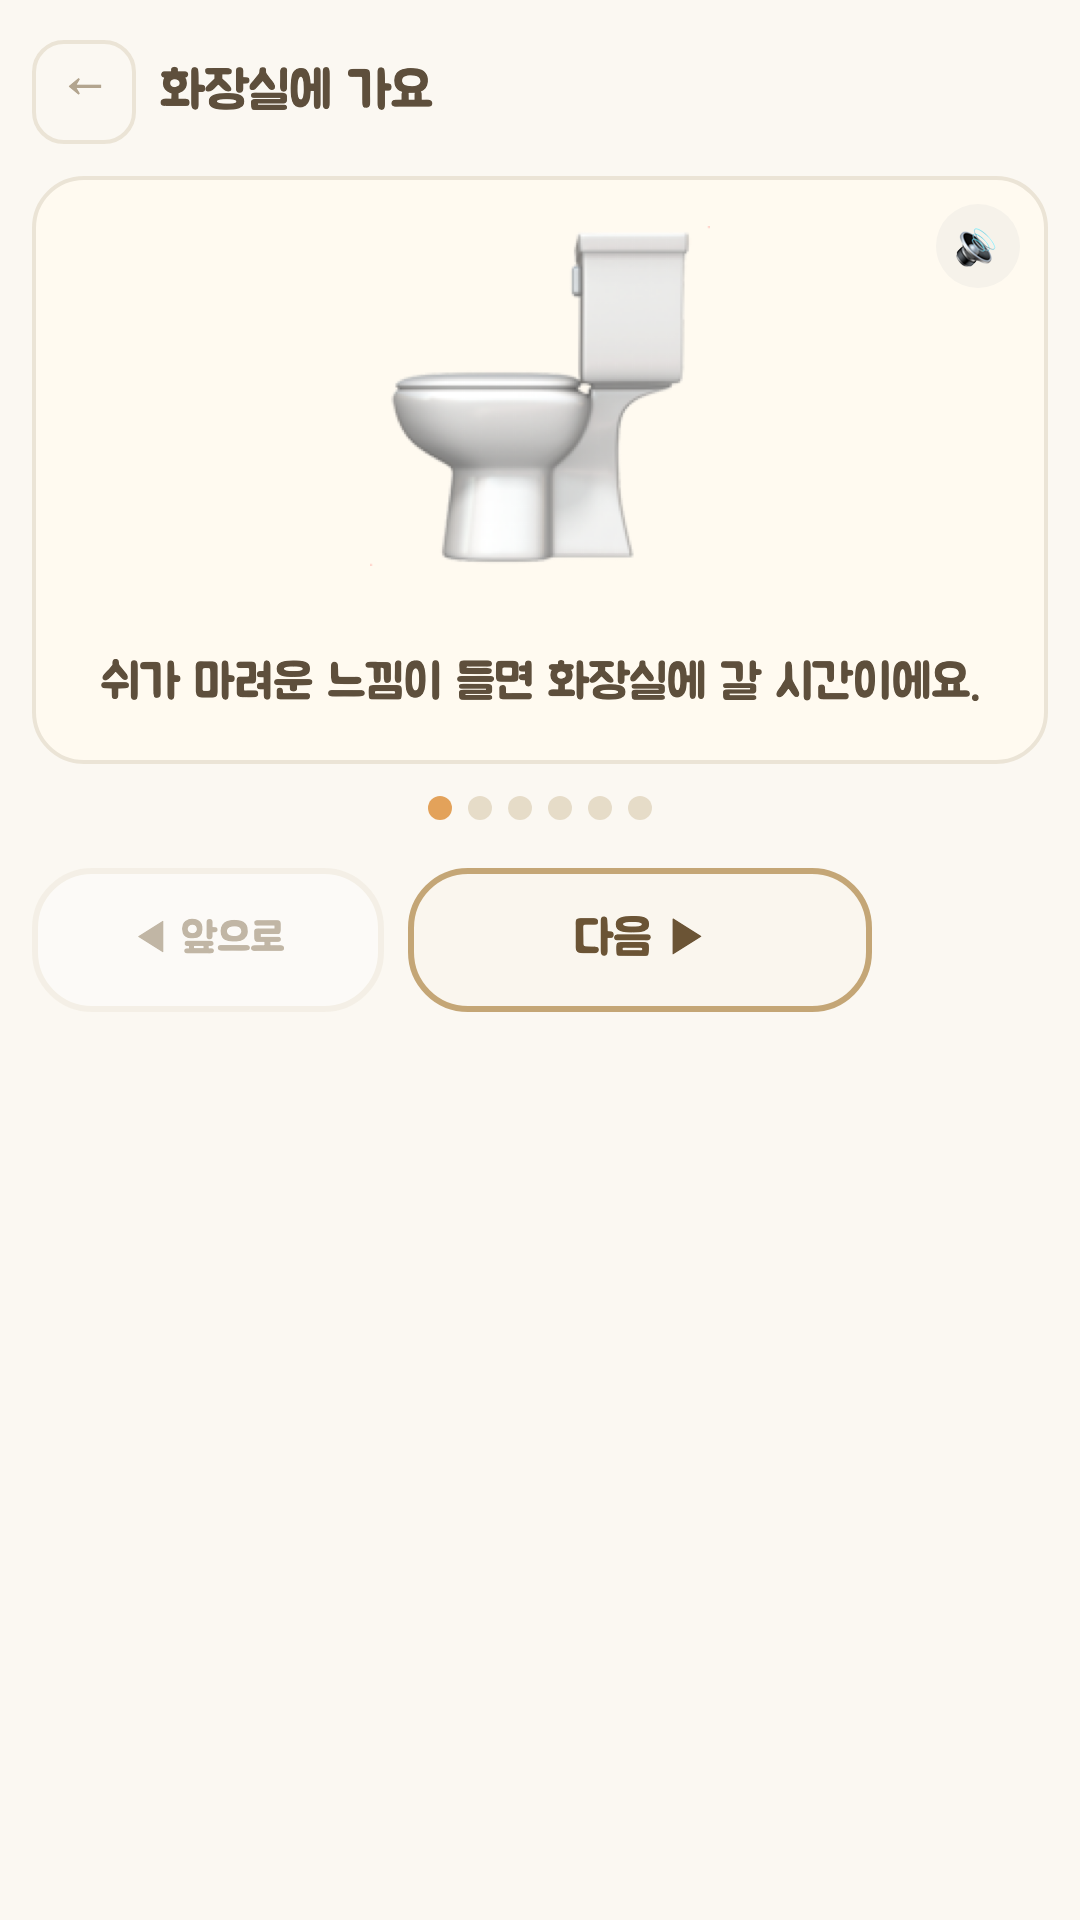 ← 화장실에 가요
쉬가 마려운 느낌이 들면 화장실에 갈 시간이에요.
◀ 앞으로
다음 ▶